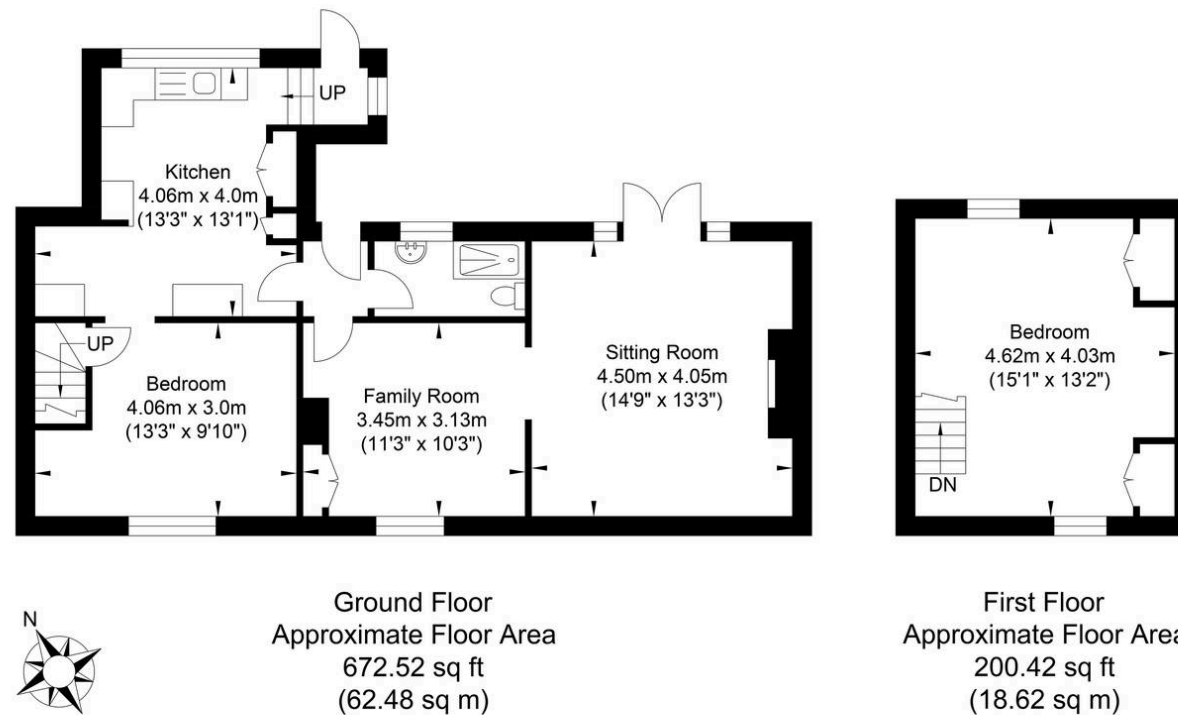 UP
Kitchen
4.06m x 4.0m
(13'3" x 13'1")
UP
Bedroom
4.06m x 3.0m
(13'3" x 9'10")
Family Room
3.45m x 3.13m
(11'3" x 10'3")
Sitting Room
4.50m x 4.05m
(14'9" x 13'3")
Bedroom
4.62m x 4.03m
(15'1" x 13'2")
DN
N
Ground Floor
Approximate Floor Area
672.52 sq ft
(62.48 sq m)
First Floor
Approximate Floor Area
200.42 sq ft
(18.62 sq m)